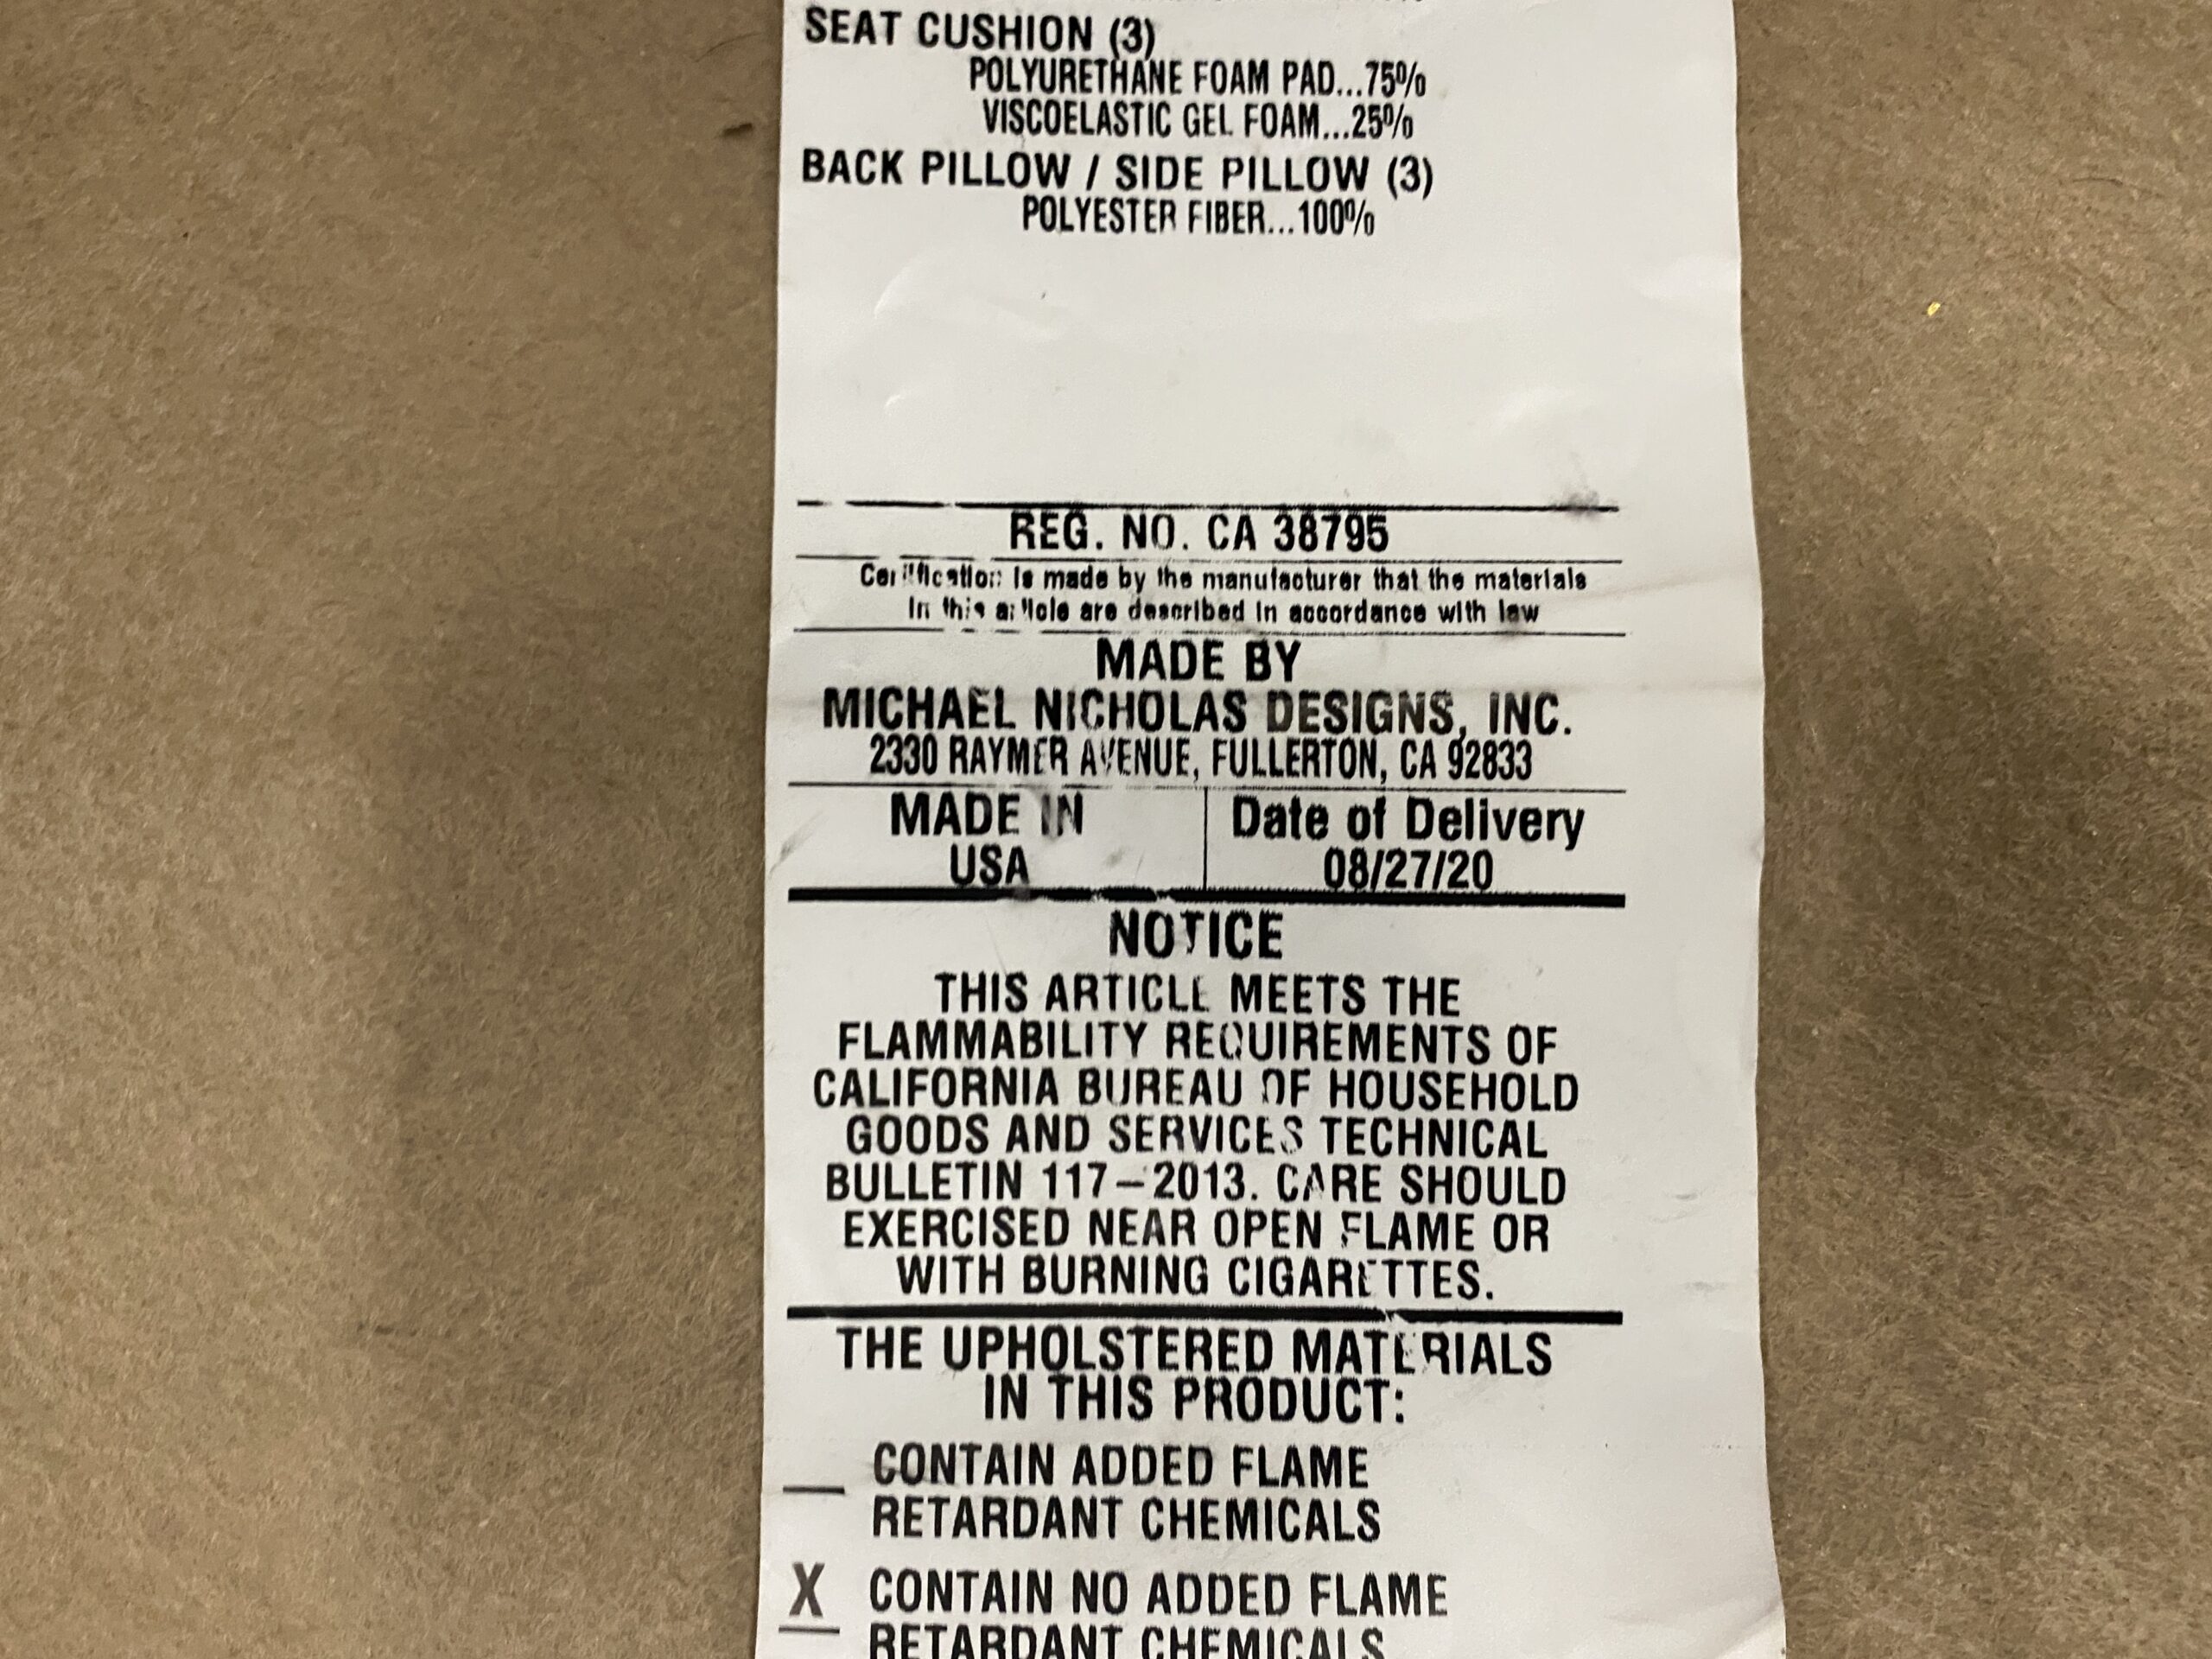 SEAT CUSHION (3)
POLYURETHANE FOAM PAD...75%
VISCOELASTIC GEL FOAM...25%
BACK PILLOW / SIDE PILLOW (3)
POLYESTER FIBER...100%
REG. NO. CA 38795
Certification is made by the manufacturer that the materials
in this article are described in accordance with law
MADE BY
MICHAEL NICHOLAS DESIGNS, INC.
2330 RAYMER AVENUE, FULLERTON, CA 92833
MADE IN
USA
Date of Delivery
08/27/20
NOTICE
THIS ARTICLE MEETS THE
FLAMMABILITY REQUIREMENTS OF
CALIFORNIA BUREAU OF HOUSEHOLD
GOODS AND SERVICES TECHNICAL
BULLETIN 117–2013. CARE SHOULD
EXERCISED NEAR OPEN FLAME OR
WITH BURNING CIGARETTES.
THE UPHOLSTERED MATERIALS
IN THIS PRODUCT:
__ CONTAIN ADDED FLAME
RETARDANT CHEMICALS
X CONTAIN NO ADDED FLAME
RETARDANT CHEMICALS